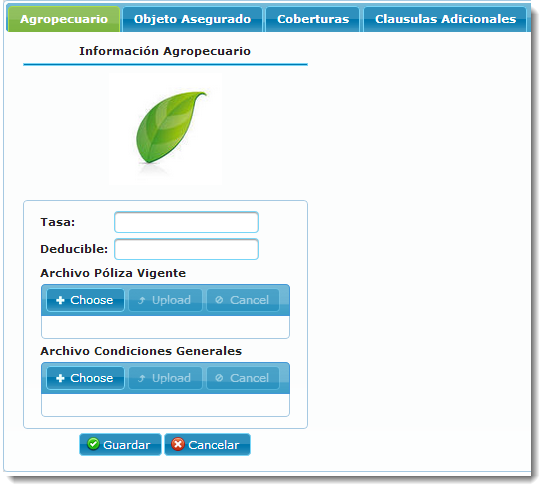 Agropecuario Objeto Asegurado Coberturas Clausulas Adicionales
Información Agropecuario
Tasa:
Deducible:
Archivo Póliza Vigente
Choose Upload Cancel
Archivo Condiciones Generales
Choose Upload Cancel
Guardar Cancelar